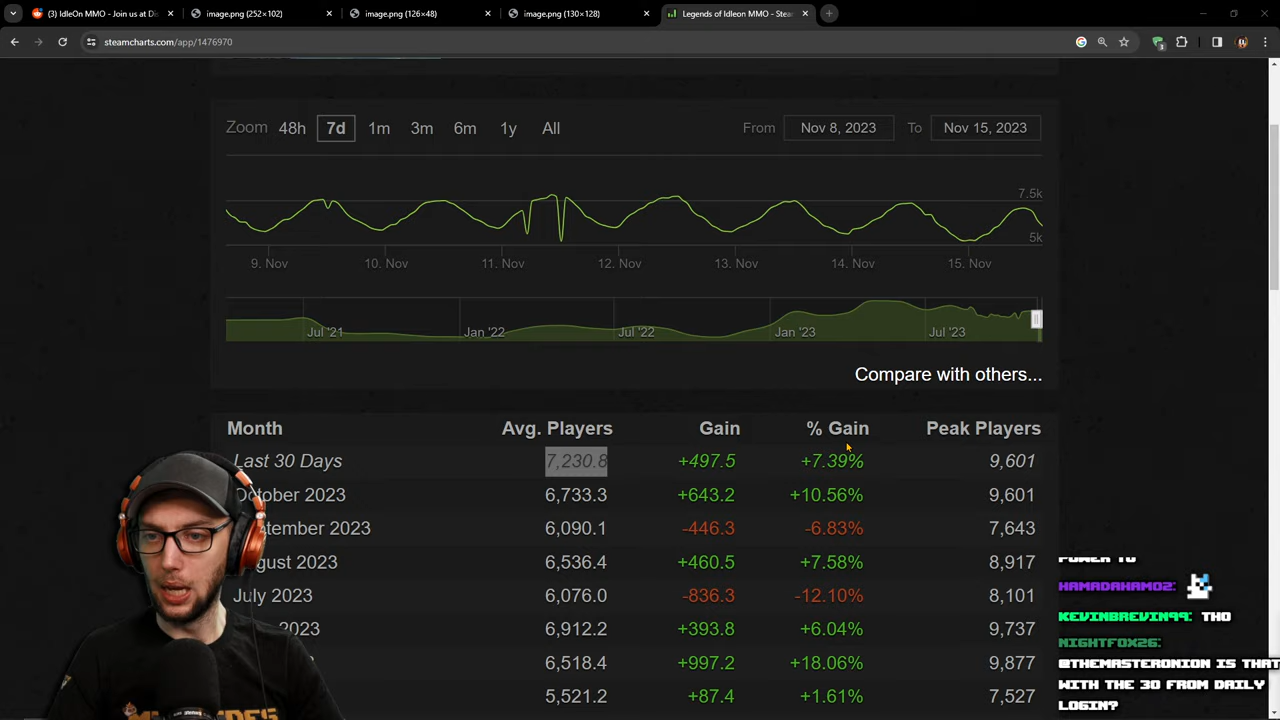 (3) IdleOn MMO - Join us at Di
image.png (252×102)
image.png (126×48)
image.png (130×128)
Legends of Idleon MMO - Stea
steamcharts.com/app/1476970
Zoom 48h 7d 1m 3m 6m 1y All
From Nov 8, 2023 To Nov 15, 2023
7.5k
5k
9. Nov 10. Nov 11. Nov 12. Nov 13. Nov 14. Nov 15. Nov
Jul '21 Jan '22 Jul '22 Jan '23 Jul '23
Compare with others...
Month Avg. Players Gain % Gain Peak Players
Last 30 Days 7,230.8 +497.5 +7.39% 9,601
October 2023 6,733.3 +643.2 +10.56% 9,601
tember 2023 6,090.1 -446.3 -6.83% 7,643
ugust 2023 6,536.4 +460.5 +7.58% 8,917
July 2023 6,076.0 -836.3 -12.10% 8,101
2023 6,912.2 +393.8 +6.04% 9,737
6,518.4 +997.2 +18.06% 9,877
5,521.2 +87.4 +1.61% 7,527
POWER TO
HAMADAHAMO2:
KEVINBREVIN99: THO
NIGHTFOX26:
@THEMASTERONION IS THAT
WITH THE 30 FROM DAILY
LOGIN?